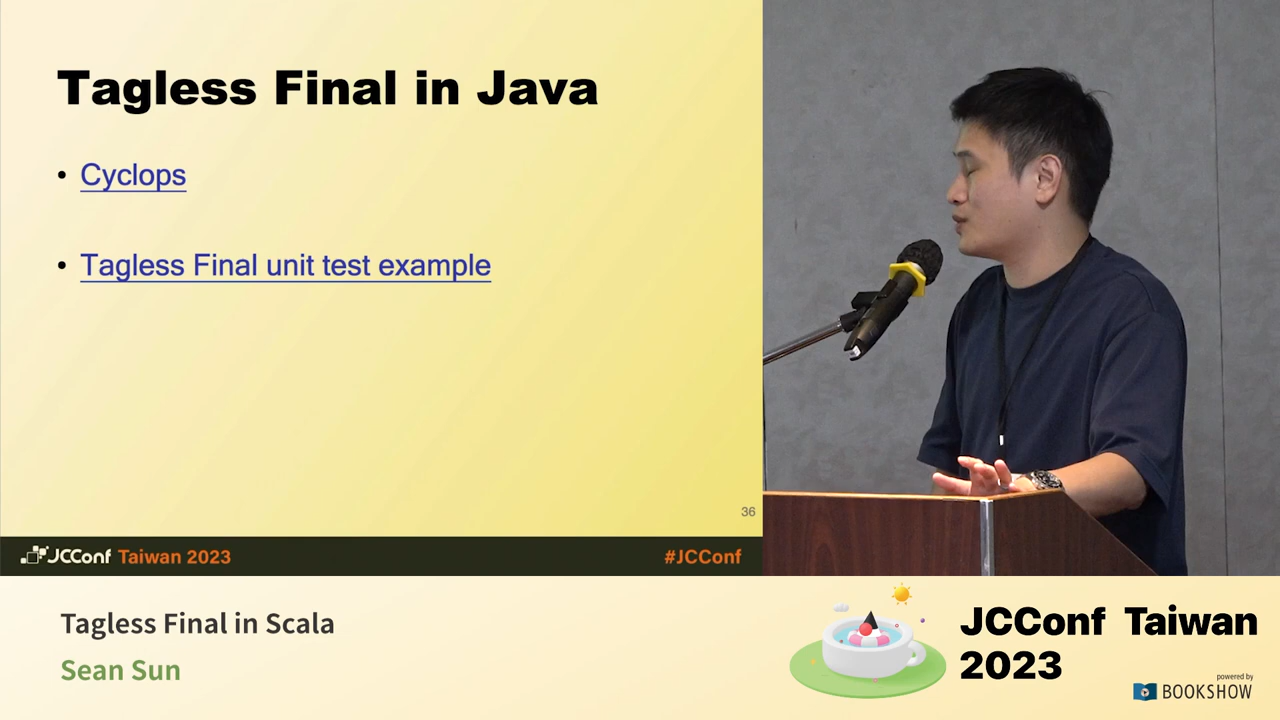 Tagless Final in Java
• Cyclops
• Tagless Final unit test example
36
JCConf Taiwan 2023
#JCConf
Tagless Final in Scala
Sean Sun
JCConf Taiwan
2023
powered by
BOOKSHOW